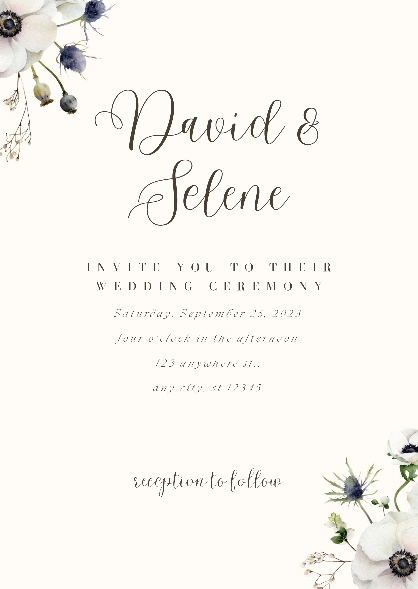 David &
Selene
INVITE YOU TO THEIR
WEDDING CEREMONY
Saturday, September 2023
four o'clock in the afternoon
123 anywhere st.,
any city, st 12345
reception to follow